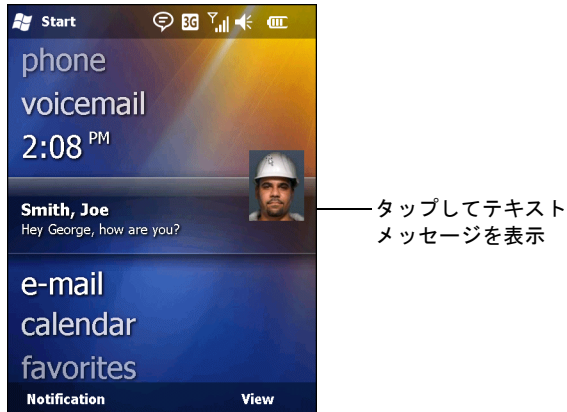 Start
3G
phone
voicemail
2:08 PM
Smith, Joe
Hey George, how are you?
タップしてテキスト
メッセージを表示
e-mail
calendar
favorites
Notification
View